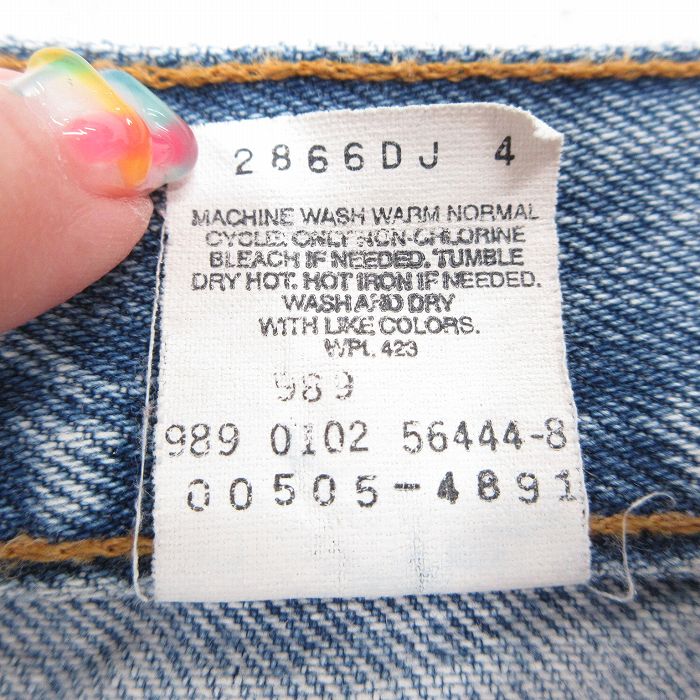 2866DJ 4
MACHINE WASH WARM NORMAL
CYCLE. ONLY NON-CHLORINE
BLEACH IF NEEDED. TUMBLE
DRY HOT. HOT IRON IF NEEDED.
WASH AND DRY
WITH LIKE COLORS.
WPL 423
989
989 0102 56444-8
00505-4891